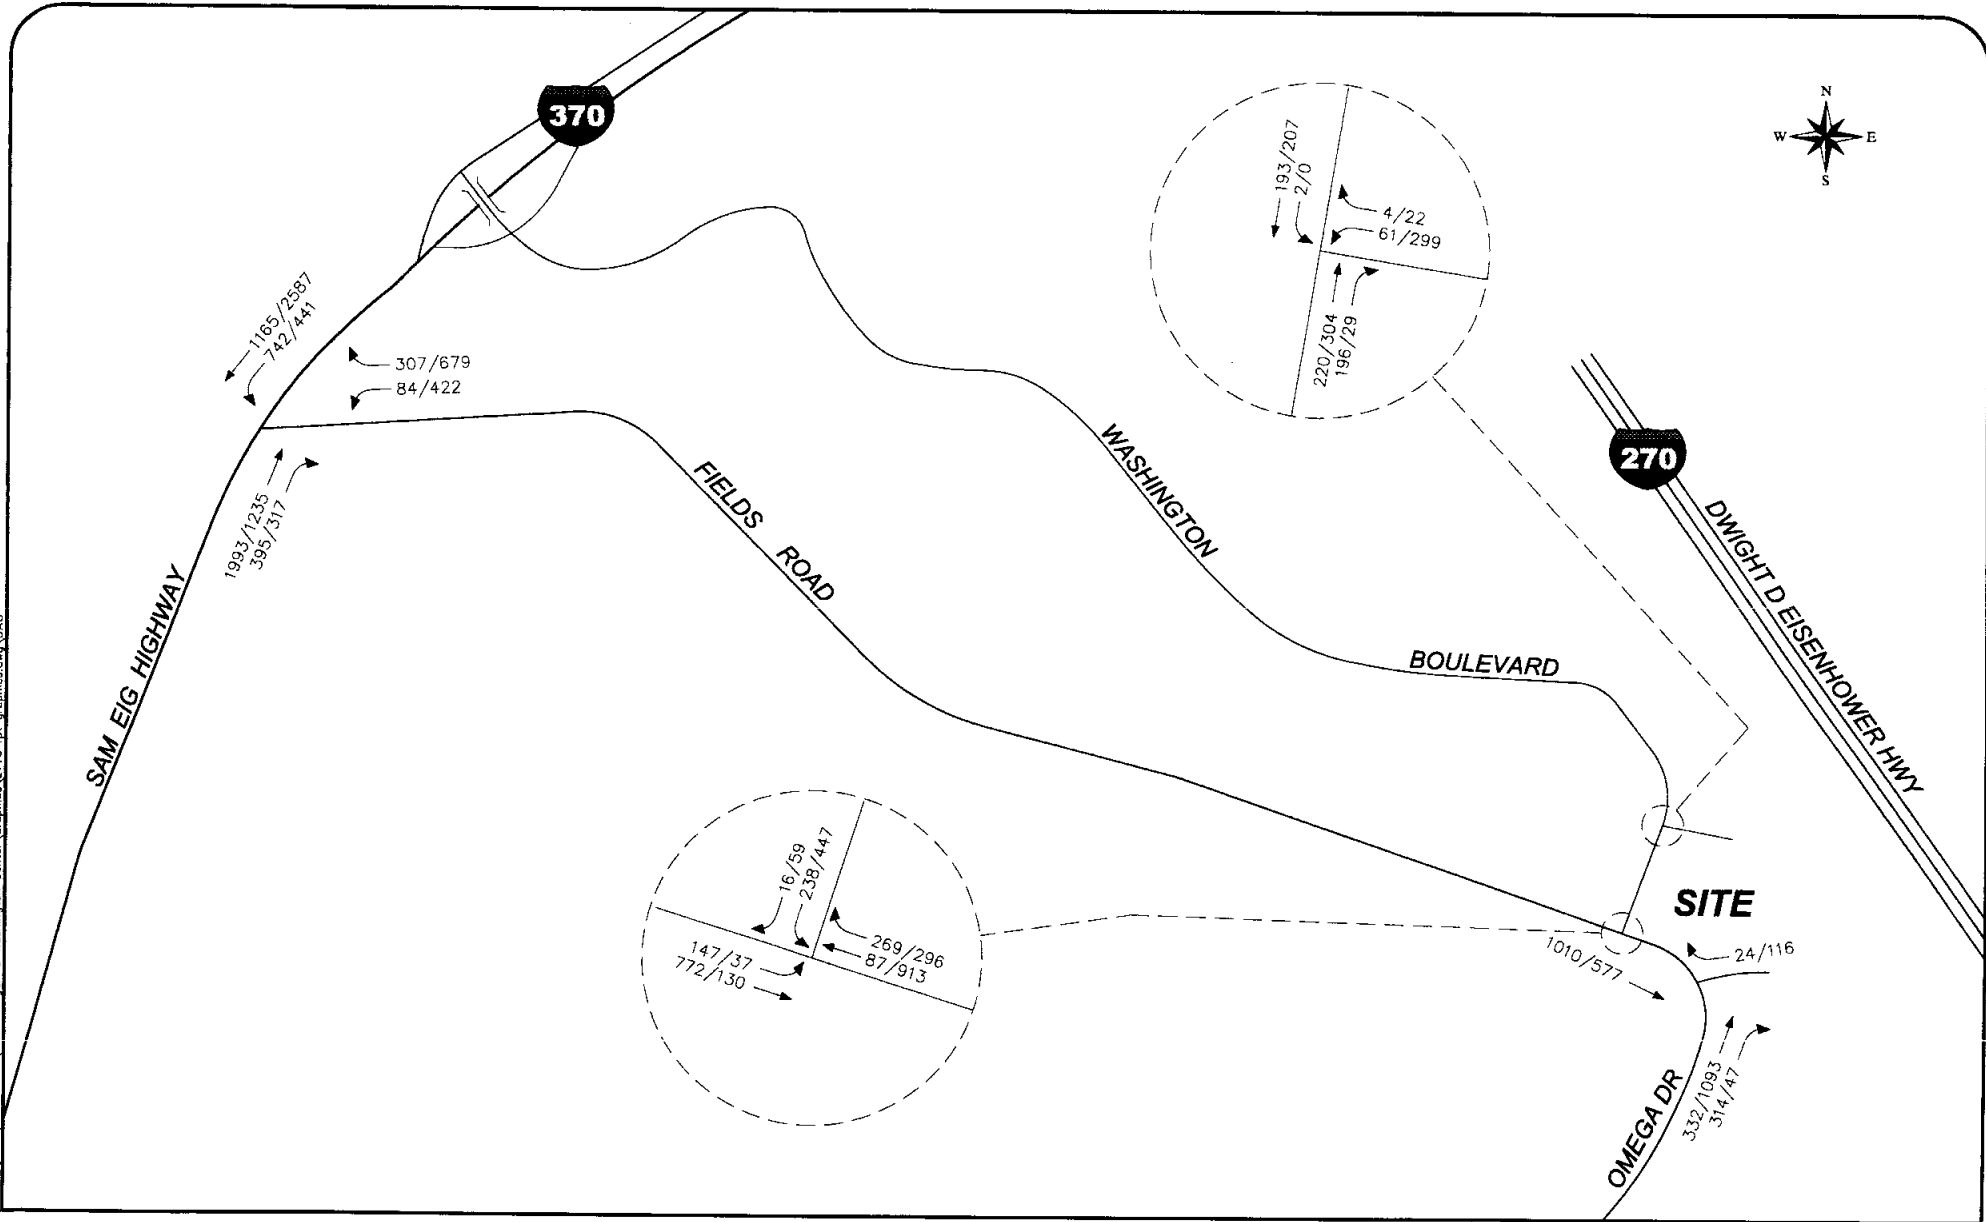 370
N
W E
S
193/207
2/0
4/22
61/299
220/304
196/29
1165/2587
742/441
307/679
84/422
1993/1235
395/317
270
FIELDS ROAD
WASHINGTON BOULEVARD
DWIGHT D EISENHOWER HWY
SAM EIG HIGHWAY
16/59
238/447
269/296
87/913
147/37
772/130
SITE
1010/577
24/116
332/1093
314/47
OMEGA DR